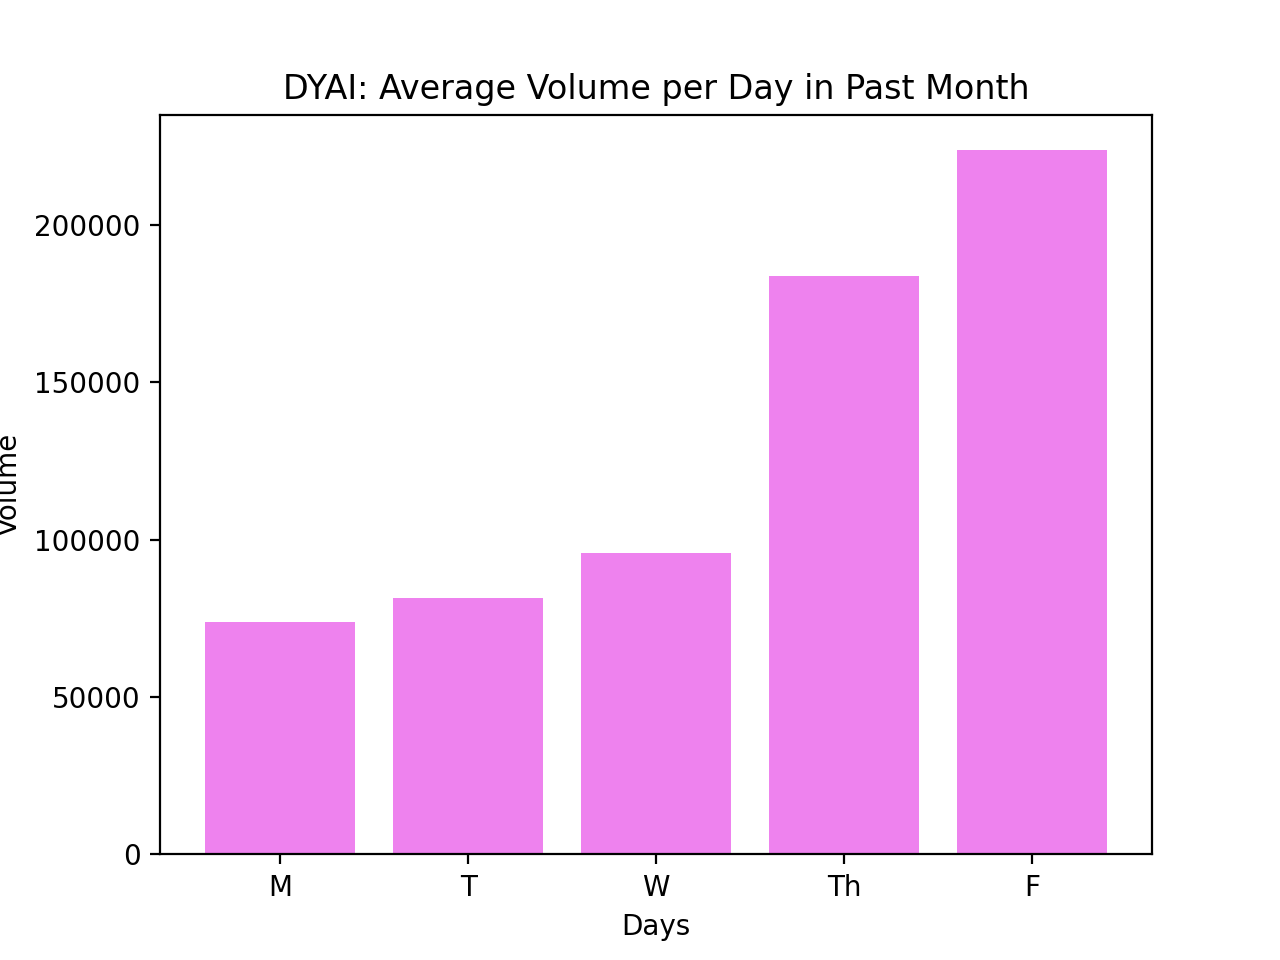 DYAI: Average Volume per Day in Past Month
Volume
200000
150000
100000
50000
0
M
T
W
Th
F
Days